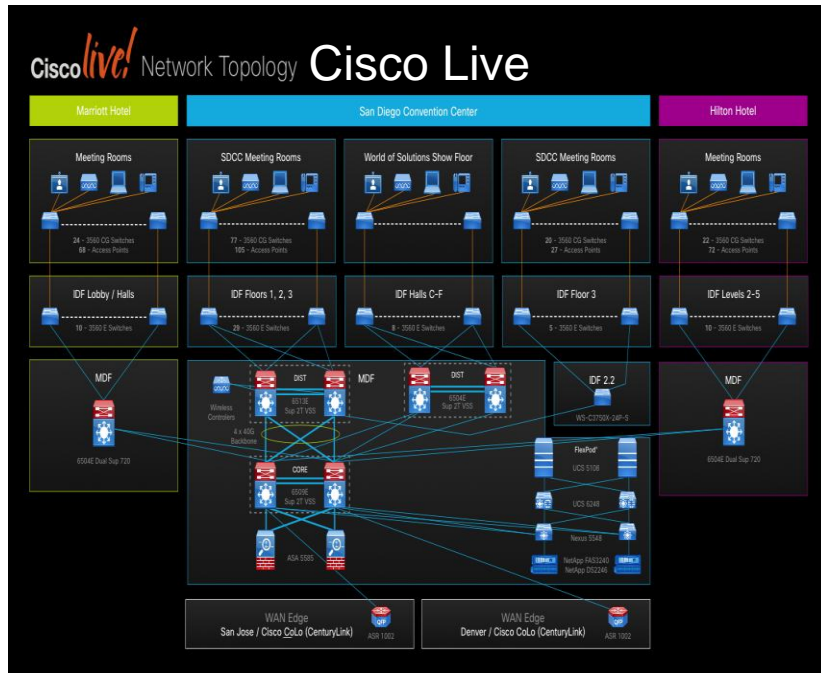 Cisco live! Network Topology Cisco Live
Marriott Hotel
San Diego Convention Center
Hilton Hotel
Meeting Rooms
24 - 3560 CG Switches
68 - Access Points
SDCC Meeting Rooms
77 - 3560 CG Switches
105 - Access Points
World of Solutions Show Floor
SDCC Meeting Rooms
20 - 3560 CG Switches
27 - Access Points
Meeting Rooms
22 - 3560 CG Switches
72 - Access Points
IDF Lobby / Halls
10 - 3560 E Switches
IDF Floors 1, 2, 3
29 - 3560 E Switches
IDF Halls C-F
8 - 3560 E Switches
IDF Floor 3
5 - 3560 E Switches
IDF Levels 2-5
10 - 3560 E Switches
MDF
6504E Dual Sup 720
Wireless
Controlers
DIST
6513E
Sup 2T VSS
MDF
DIST
6504E
Sup 2T VSS
4 x 40G
Backbone
CORE
6509E
Sup 2T VSS
ASA 5585
IDF 2.2
WS-C3750X-24P-S
FlexPod*
UCS 5108
UCS 6248
Nexus 5548
NetApp FAS3240
NetApp DS2246
MDF
6504E Dual Sup 720
WAN Edge
San Jose / Cisco CoLo (CenturyLink)
QFP
ASR 1002
WAN Edge
Denver / Cisco CoLo (CenturyLink)
QFP
ASR 1002